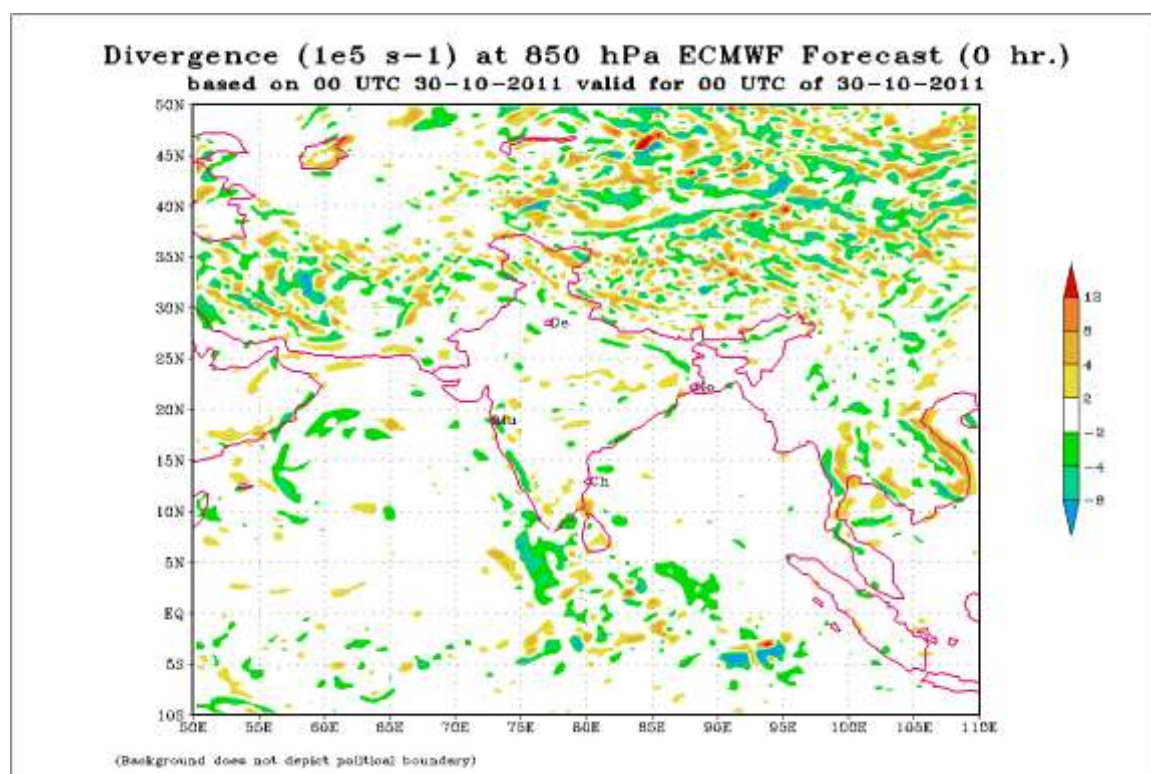 Divergence (1e5 s-1) at 850 hPa ECMWF Forecast (0 hr.)
based on 00 UTC 30-10-2011 valid for 00 UTC of 30-10-2011
50N
45N
40N
35N
30N
25N
20N
15N
10N
5N
EQ
5S
10S
De
Ko
Mu
Ch
12
8
4
2
-2
-4
-8
50E 55E 60E 65E 70E 75E 80E 85E 90E 95E 100E 105E 110E
(Background does not depict political boundary)